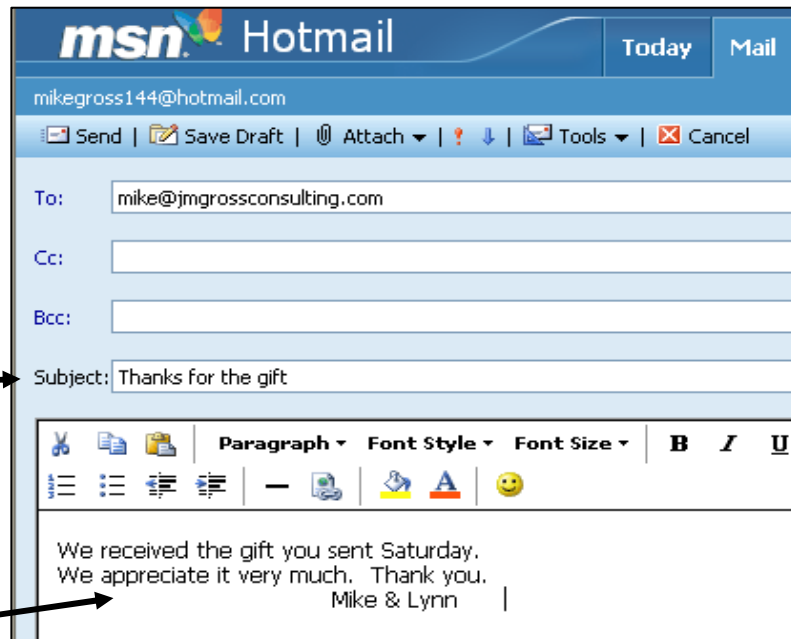 msn Hotmail Today Mail
mikegross144@hotmail.com
Send | Save Draft | Attach | Tools | Cancel
To: mike@jmgrossconsulting.com
Cc:
Bcc:
Subject: Thanks for the gift
Paragraph Font Style Font Size B I U
We received the gift you sent Saturday.
We appreciate it very much. Thank you.
Mike & Lynn